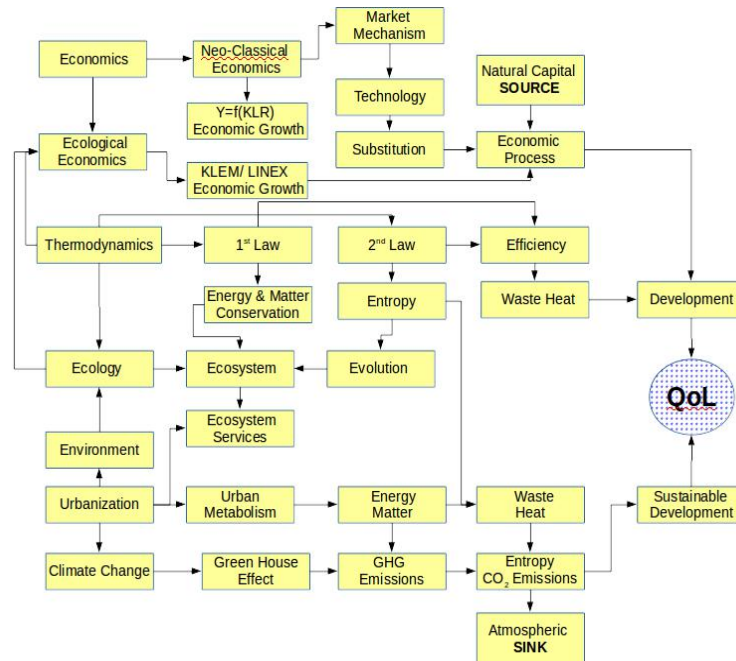 Market
Mechanism
Economics
Neo-Classical
Economics
Natural Capital
SOURCE
Technology
Y=f(KLR)
Economic Growth
Ecological
Economics
Substitution
Economic
Process
KLEM/ LINEX
Economic Growth
Thermodynamics
1st Law
2nd Law
Efficiency
Energy & Matter
Conservation
Entropy
Waste Heat
Development
Ecology
Ecosystem
Evolution
QoL
Ecosystem
Services
Environment
Urbanization
Urban
Metabolism
Energy
Matter
Waste
Heat
Sustainable
Development
Climate Change
Green House
Effect
GHG
Emissions
Entropy
CO2 Emissions
Atmospheric
SINK